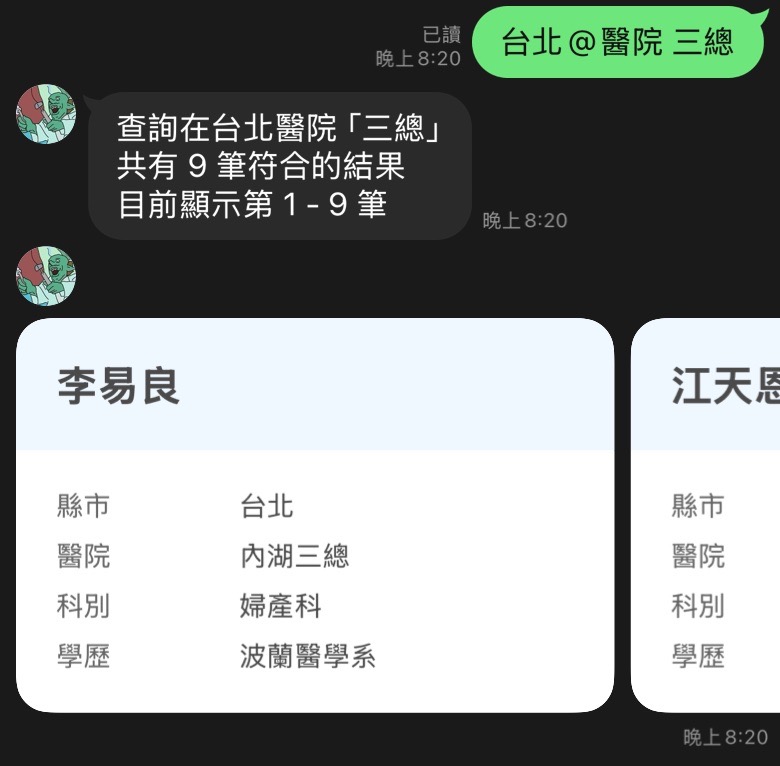 台北@醫院 三總
已讀
晚上8:20
查詢在台北醫院「三總」
共有 9 筆符合的結果
目前顯示第 1 - 9 筆
晚上8:20
李易良
縣市 台北
醫院 內湖三總
科別 婦產科
學歷 波蘭醫學系
江天恩
縣市
醫院
科別
學歷
晚上8:20